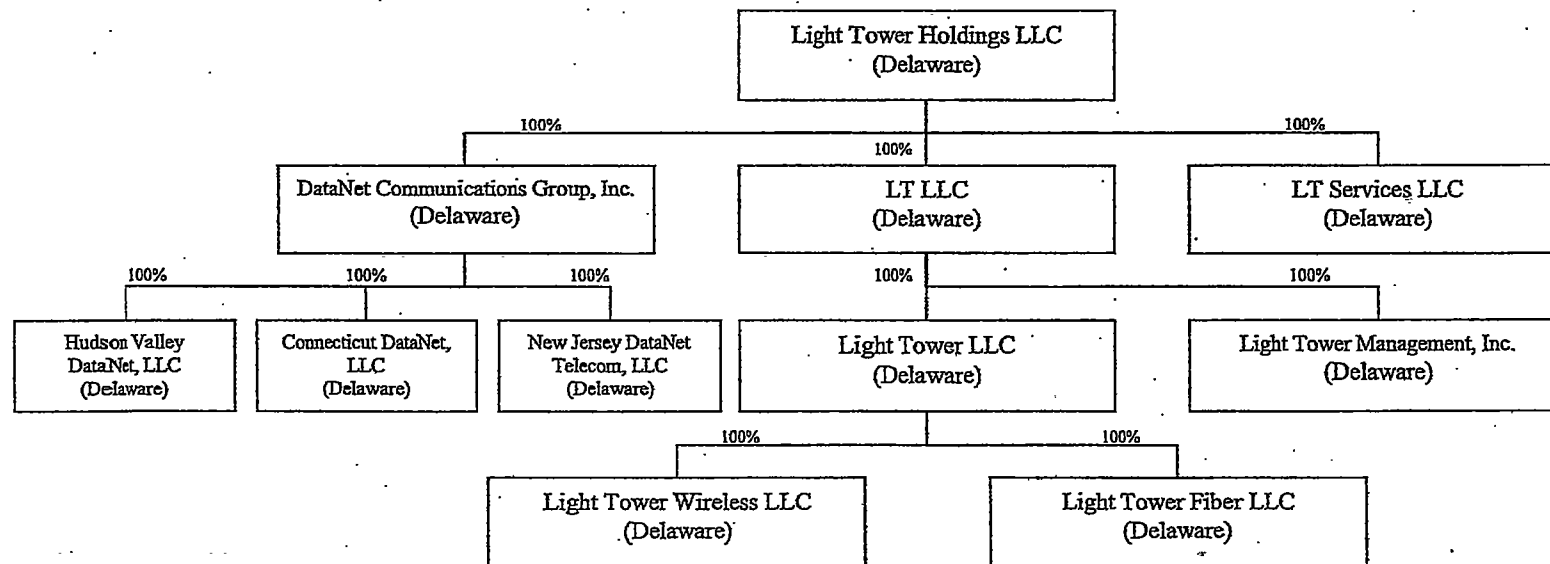 Light Tower Holdings LLC
(Delaware)
100%
100%
100%
DataNet Communications Group, Inc.
(Delaware)
LT LLC
(Delaware)
LT Services LLC
(Delaware)
100%
100%
100%
100%
100%
Hudson Valley
DataNet, LLC
(Delaware)
Connecticut DataNet,
LLC
(Delaware)
New Jersey DataNet
Telecom, LLC
(Delaware)
Light Tower LLC
(Delaware)
Light Tower Management, Inc.
(Delaware)
100%
100%
Light Tower Wireless LLC
(Delaware)
Light Tower Fiber LLC
(Delaware)